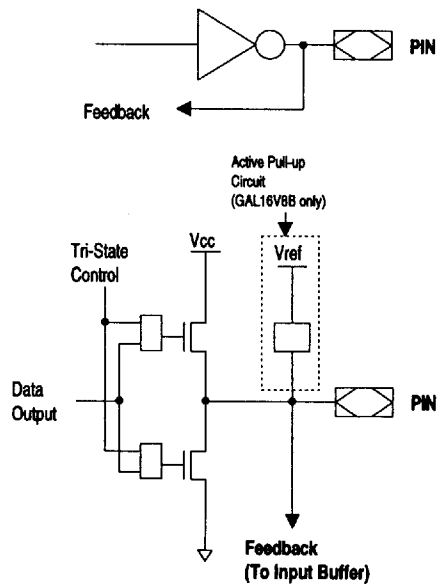 PIN
Feedback
Active Pull-up
Circuit
(GAL16V8B only)
Vcc
Vref
Tri-State
Control
Data
Output
PIN
Feedback
(To Input Buffer)